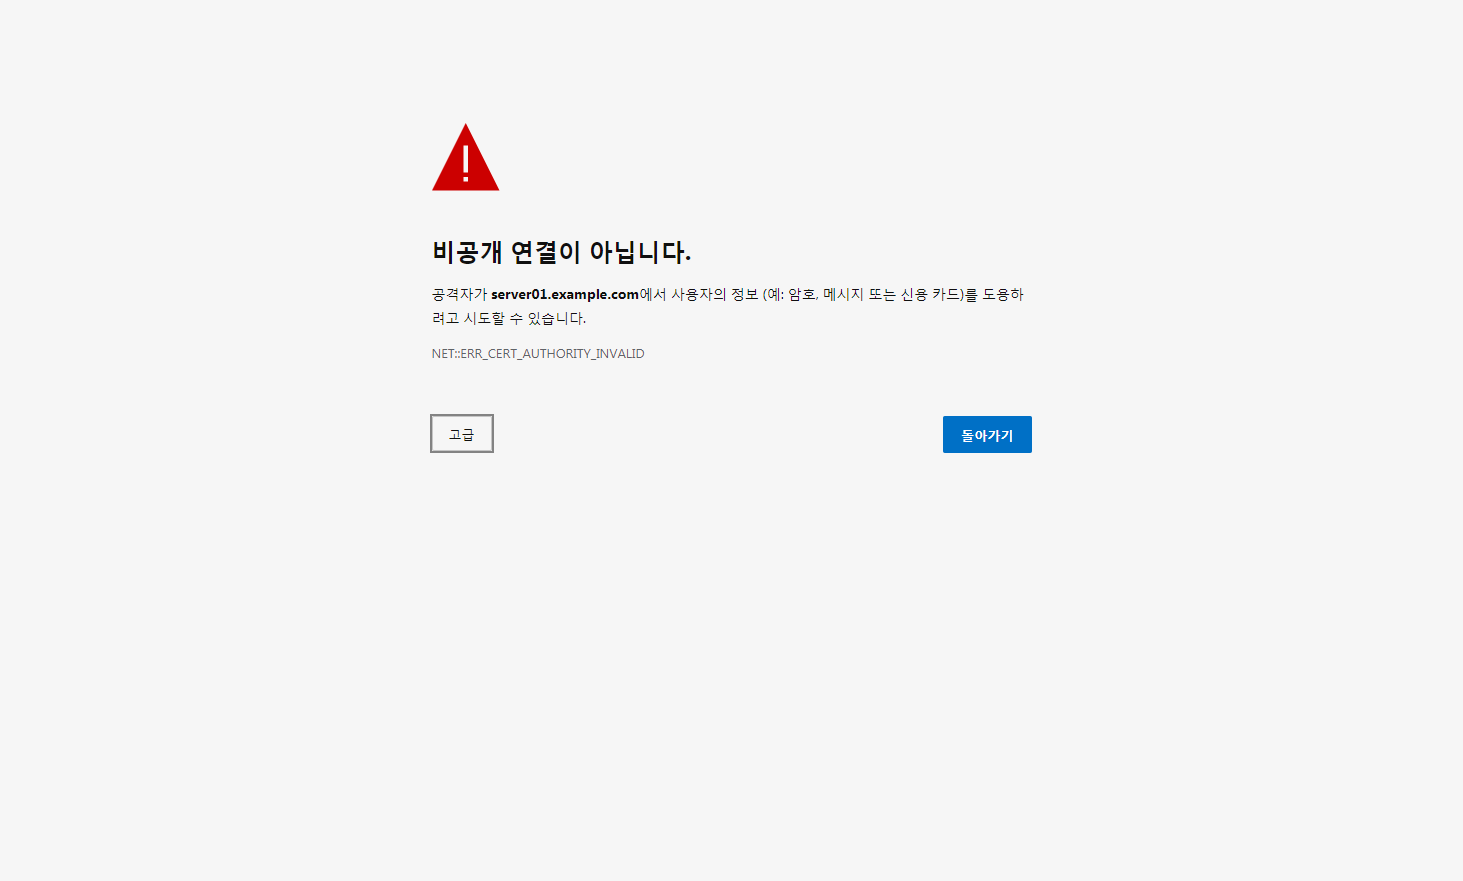 비공개 연결이 아닙니다.
공격자가 server01.example.com에서 사용자의 정보 (예: 암호, 메시지 또는 신용 카드)를 도용하
려고 시도할 수 있습니다.
NET::ERR_CERT_AUTHORITY_INVALID
고급
돌아가기